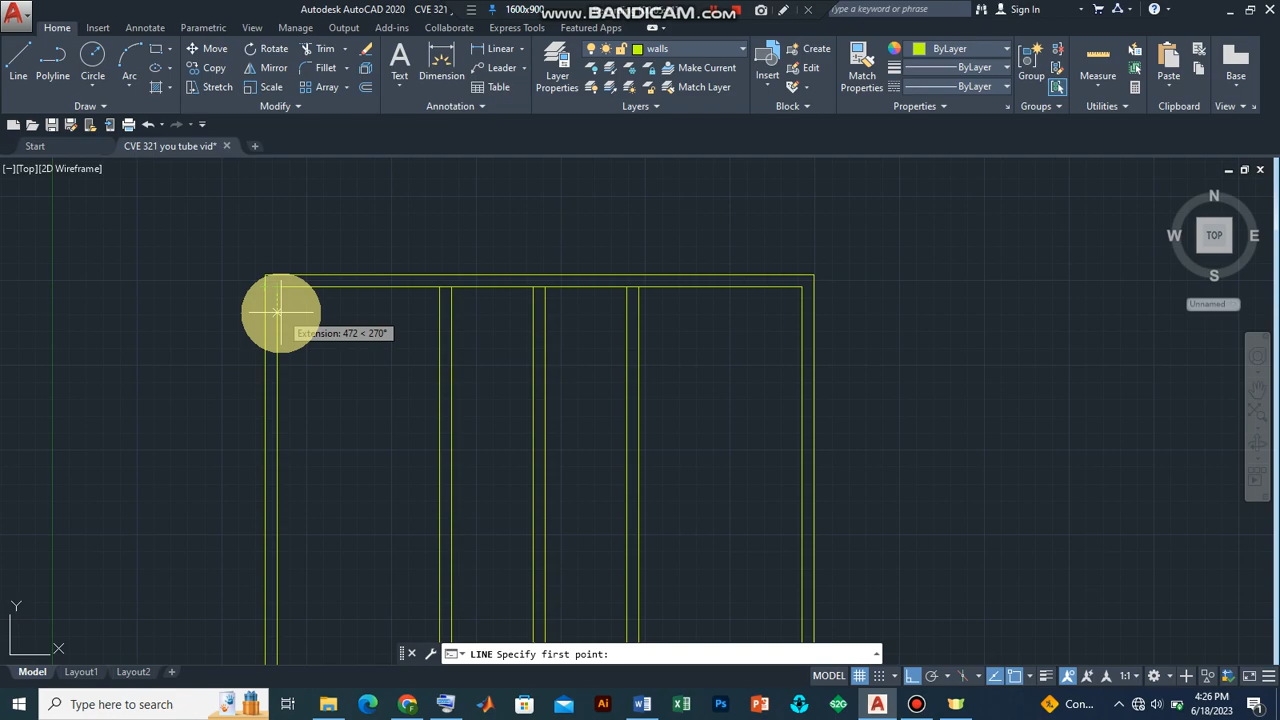 Autodesk AutoCAD 2020 CVE 321 1600x900 www.BANDICAM.com Type a keyword or phrase Sign In
Home Insert Annotate Parametric View Manage Output Add-ins Collaborate Express Tools Featured Apps
Move Rotate Trim Linear walls Create ByLayer
Line Polyline Circle Arc Copy Mirror Fillet Text Dimension Leader Layer Properties Make Current Insert Edit Match Properties ByLayer Group Measure Paste Base
Stretch Scale Array Table Match Layer ByLayer
Draw Modify Annotation Layers Block Properties Groups Utilities Clipboard View
Start CVE 321 you tube vid*
[−][Top][2D Wireframe]
N
W TOP E
S
Unnamed
Extension: 472 < 270°
Y
X
LINE Specify first point:
Model Layout1 Layout2 MODEL 1:1
Type here to search Con... 4:26 PM
6/18/2023